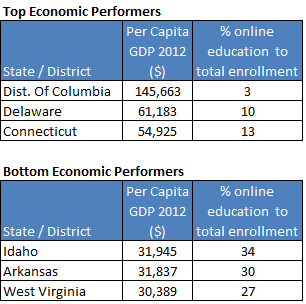 Top Economic Performers
State / District Per Capita GDP 2012 ($) % online education to total enrollment
Dist. Of Columbia 145,663 3
Delaware 61,183 10
Connecticut 54,925 13
Bottom Economic Performers
State / District Per Capita GDP 2012 ($) % online education to total enrollment
Idaho 31,945 34
Arkansas 31,837 30
West Virginia 30,389 27